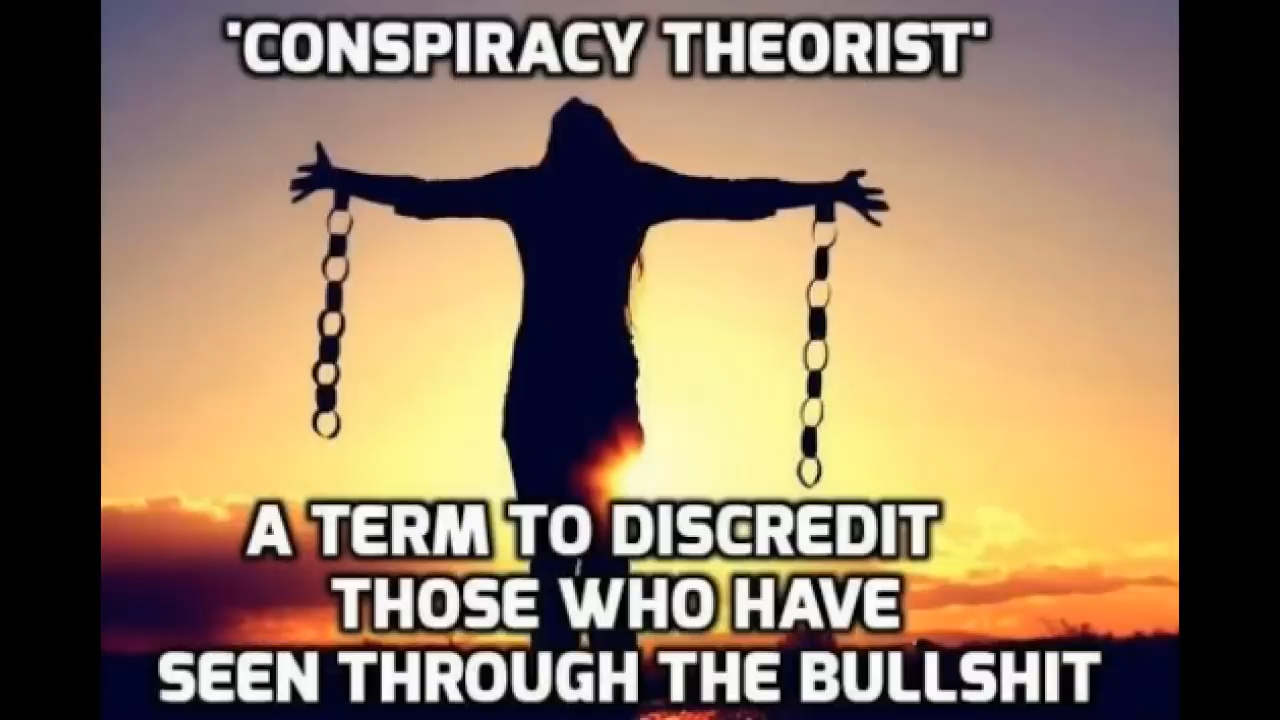 'CONSPIRACY THEORIST'
A TERM TO DISCREDIT
THOSE WHO HAVE
SEEN THROUGH THE BULLSHIT